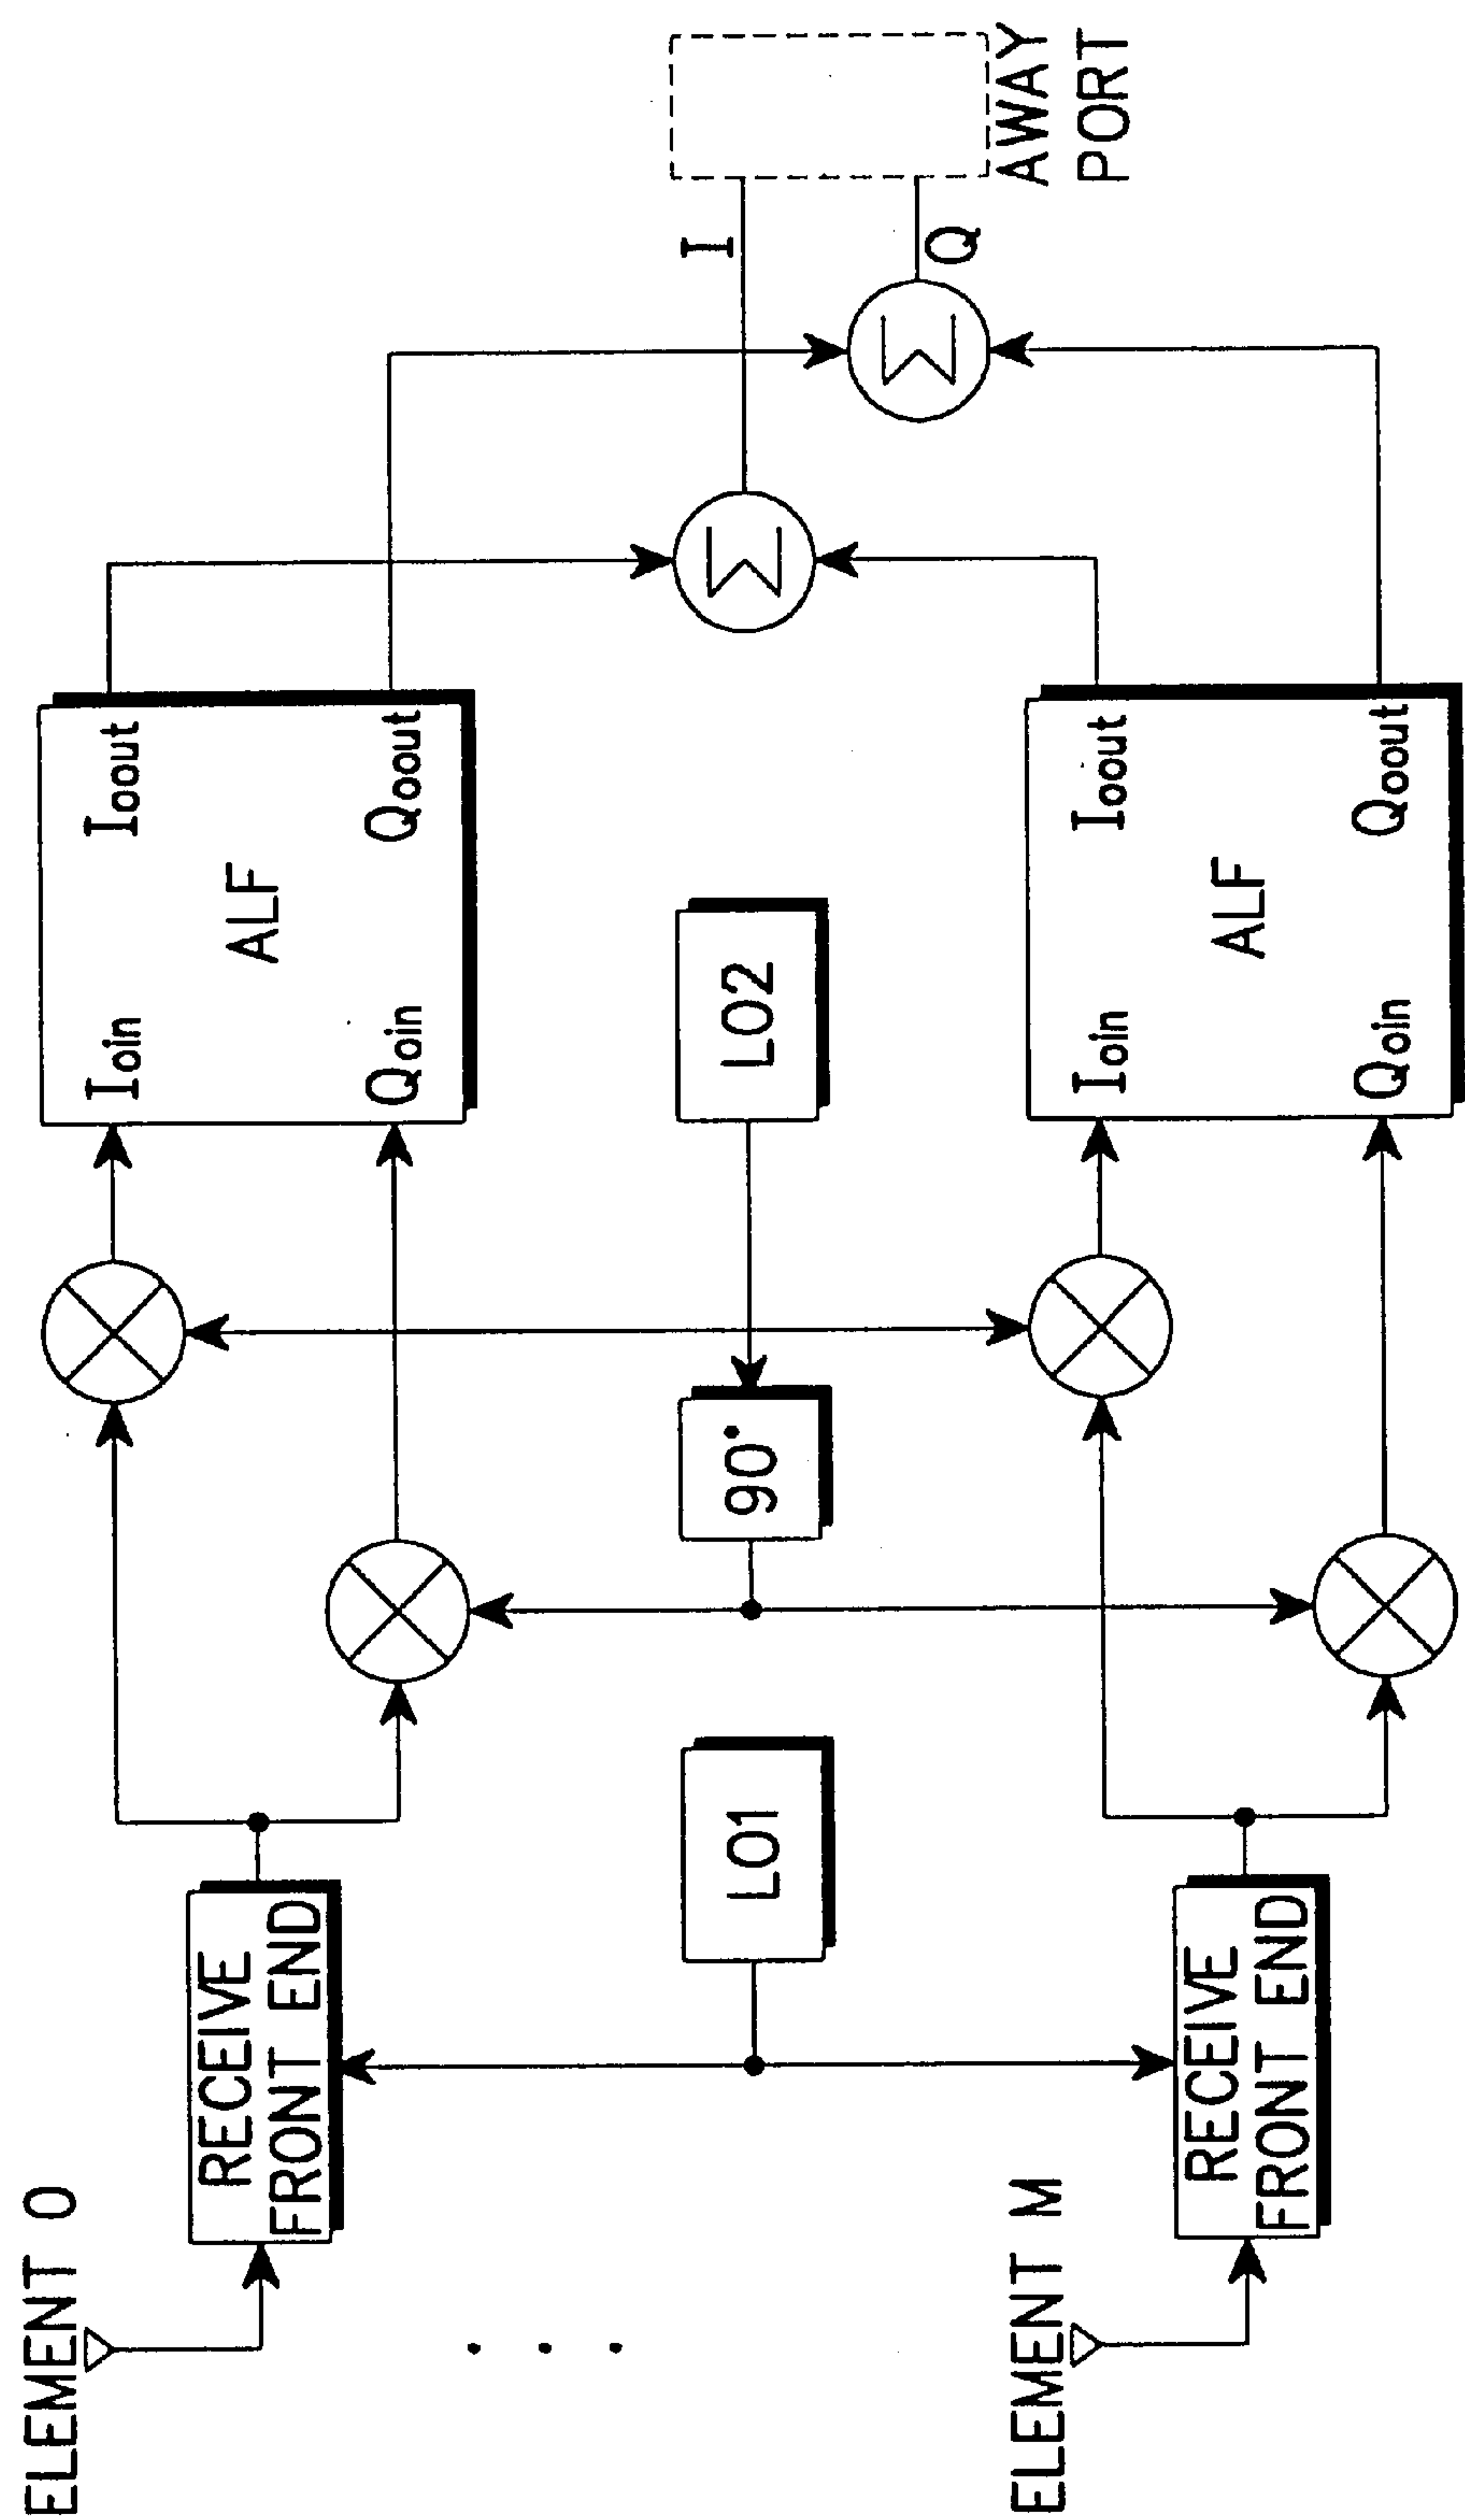 ELEMENT 0
RECEIVE
FRONT END
Ioin
Qoin
ALF
Ioout
Qoout
LO1
90°
LO2
Σ
Σ
I
Q
AWAY
PORT
ELEMENT M
RECEIVE
FRONT END
Ioin
Qoin
ALF
Ioout
Qoout